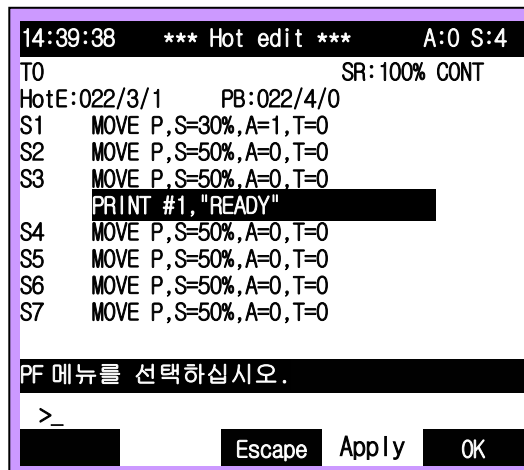 14:39:38 *** Hot edit *** A:0 S:4
T0 SR:100% CONT
HotE:022/3/1 PB:022/4/0
S1 MOVE P,S=30%,A=1,T=0
S2 MOVE P,S=50%,A=0,T=0
S3 MOVE P,S=50%,A=0,T=0
PRINT #1,"READY"
S4 MOVE P,S=50%,A=0,T=0
S5 MOVE P,S=50%,A=0,T=0
S6 MOVE P,S=50%,A=0,T=0
S7 MOVE P,S=50%,A=0,T=0
PF 메뉴를 선택하십시오.
>_
Escape Apply OK